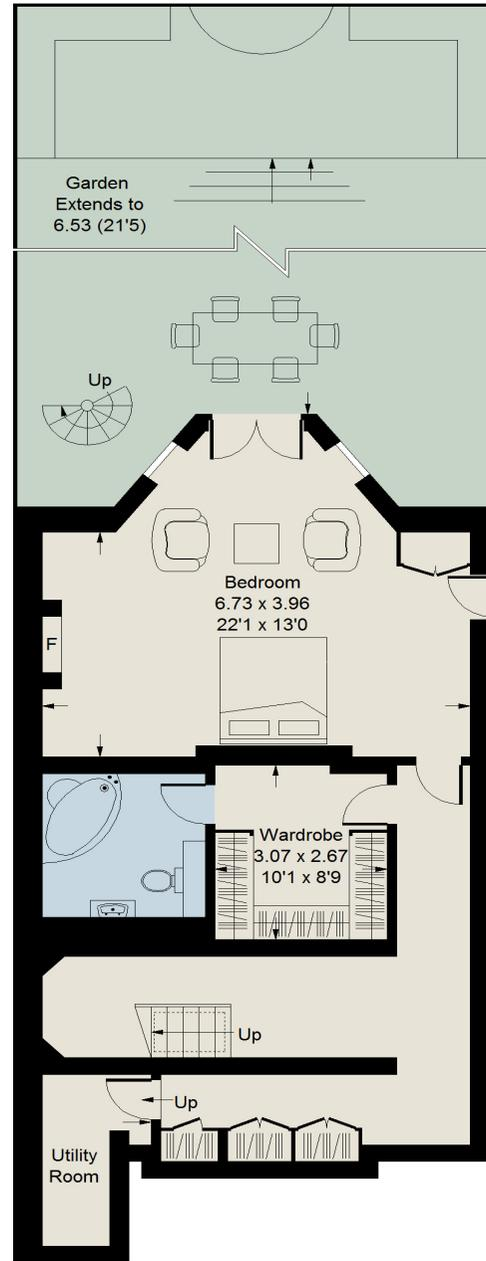 Garden
Extends to
6.53 (21'5)
Up
Bedroom
6.73 x 3.96
22'1 x 13'0
F
Wardrobe
3.07 x 2.67
10'1 x 8'9
Up
Up
Utility
Room